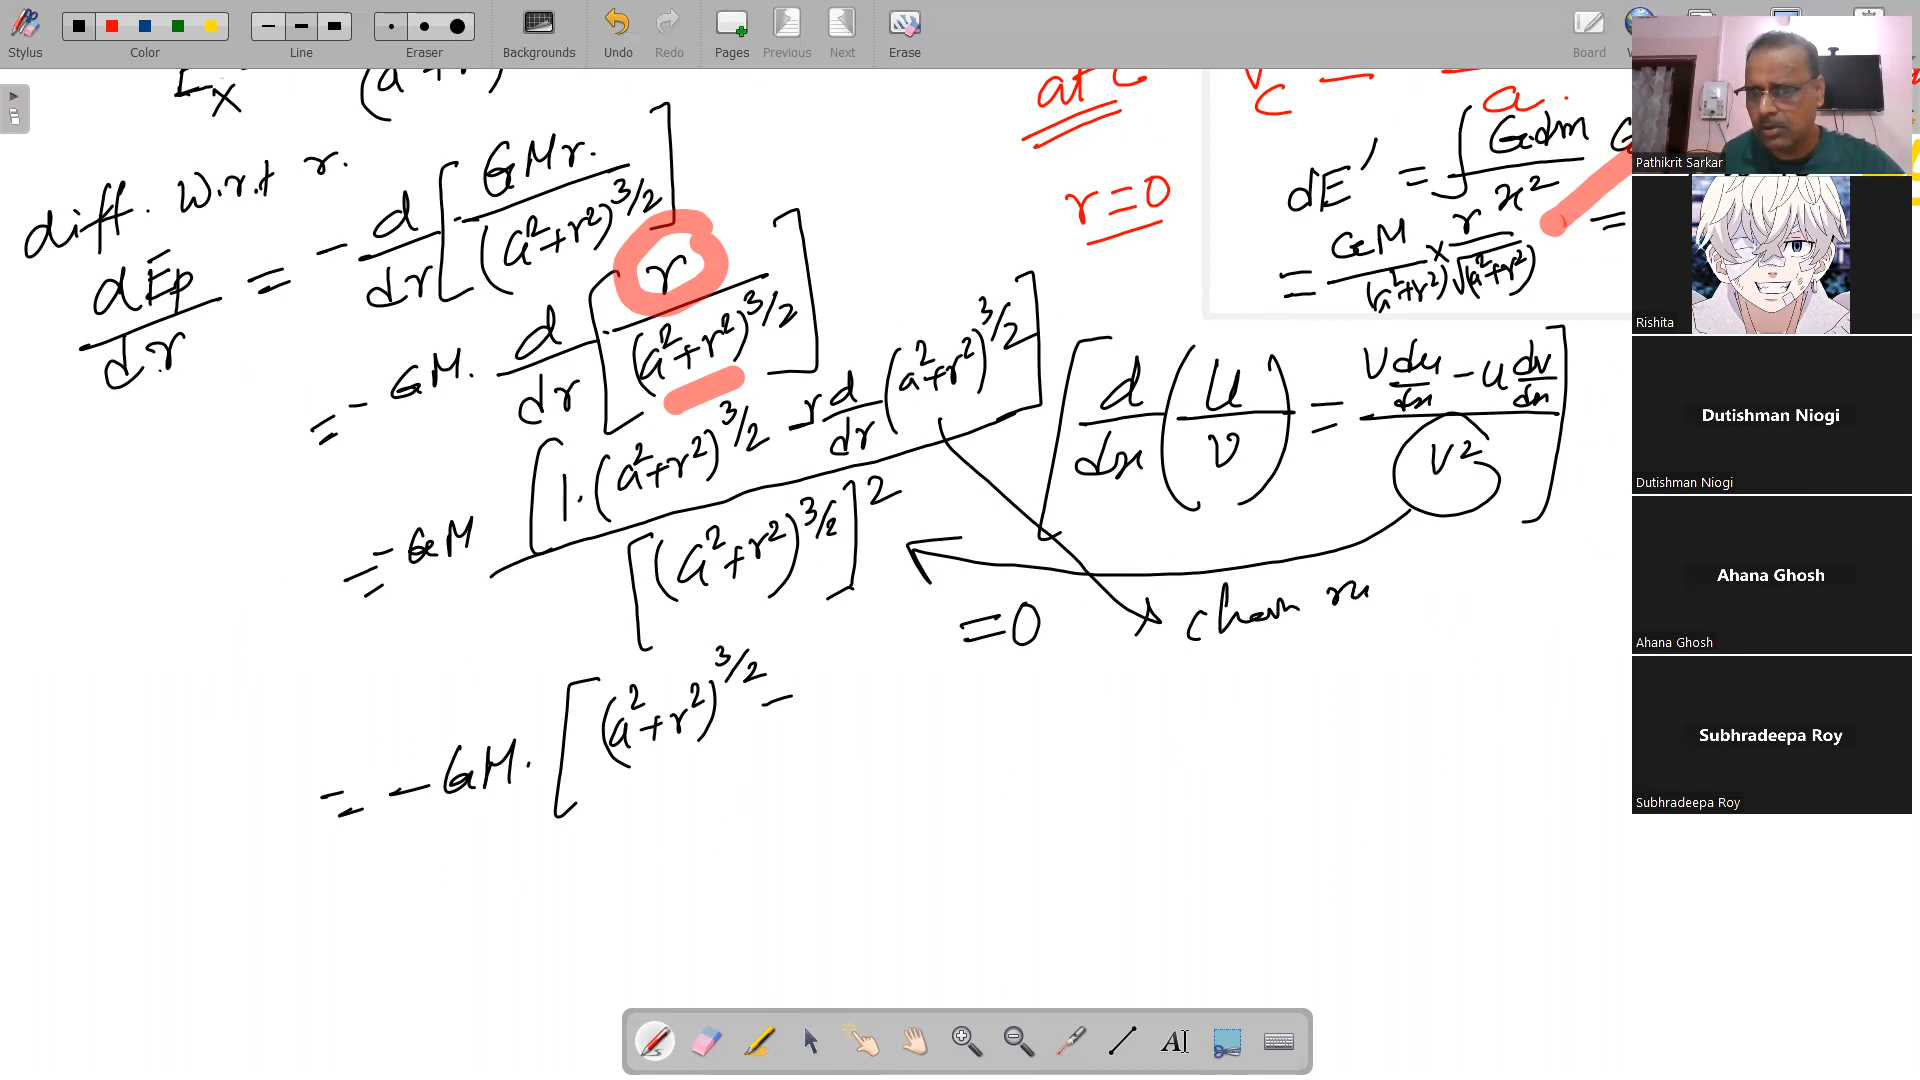 Stylus Color Line Eraser Backgrounds Undo Redo Pages Previous Next Erase Board
at C
r=0
a.
diff. w.r.t r.
dE_p/dr = - d/dr [GMr. / (a²+r²)^3/2]
= - GM. d/dr [r / (a²+r²)^3/2]
= - GM [1.(a²+r²)^3/2 - r d/dr (a²+r²)^3/2] / [(a²+r²)^3/2]²
= 0
= - GM. [(a²+r²)^3/2 -
dE' = ∫ G.dm / x²
= GM / (a²+r²) × r / √(a²+r²) =
[d/dx (u/v) = (v du/dx - u dv/dx) / v²]
chain ru
Pathikrit Sarkar
Rishita
Dutishman Niogi
Dutishman Niogi
Ahana Ghosh
Ahana Ghosh
Subhradeepa Roy
Subhradeepa Roy